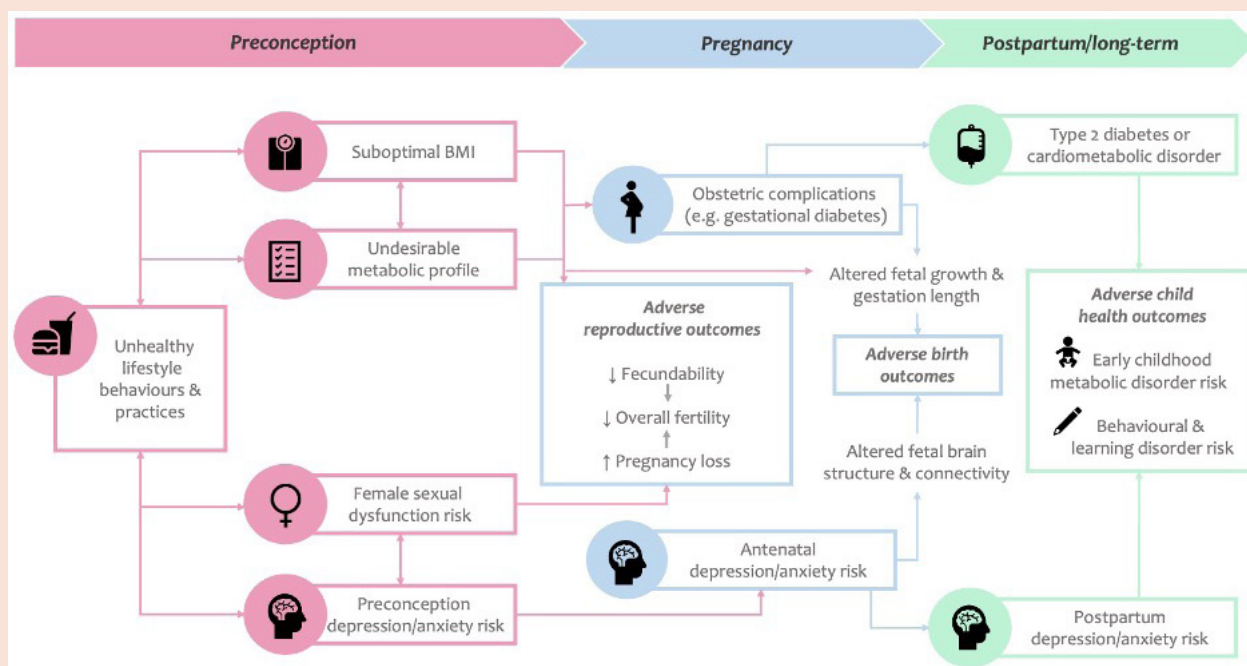 Preconception
Pregnancy
Postpartum/long-term
Suboptimal BMI
Undesirable
metabolic profile
Unhealthy
lifestyle
behaviours &
practices
Female sexual
dysfunction risk
Preconception
depression/anxiety risk
Obstetric complications
(e.g. gestational diabetes)
Adverse
reproductive outcomes
↓ Fecundability
↓ Overall fertility
↑ Pregnancy loss
Altered fetal growth &
gestation length
Adverse birth
outcomes
Altered fetal brain
structure & connectivity
Antenatal
depression/anxiety risk
Type 2 diabetes or
cardiometabolic disorder
Adverse child
health outcomes
Early childhood
metabolic disorder risk
Behavioural &
learning disorder risk
Postpartum
depression/anxiety risk